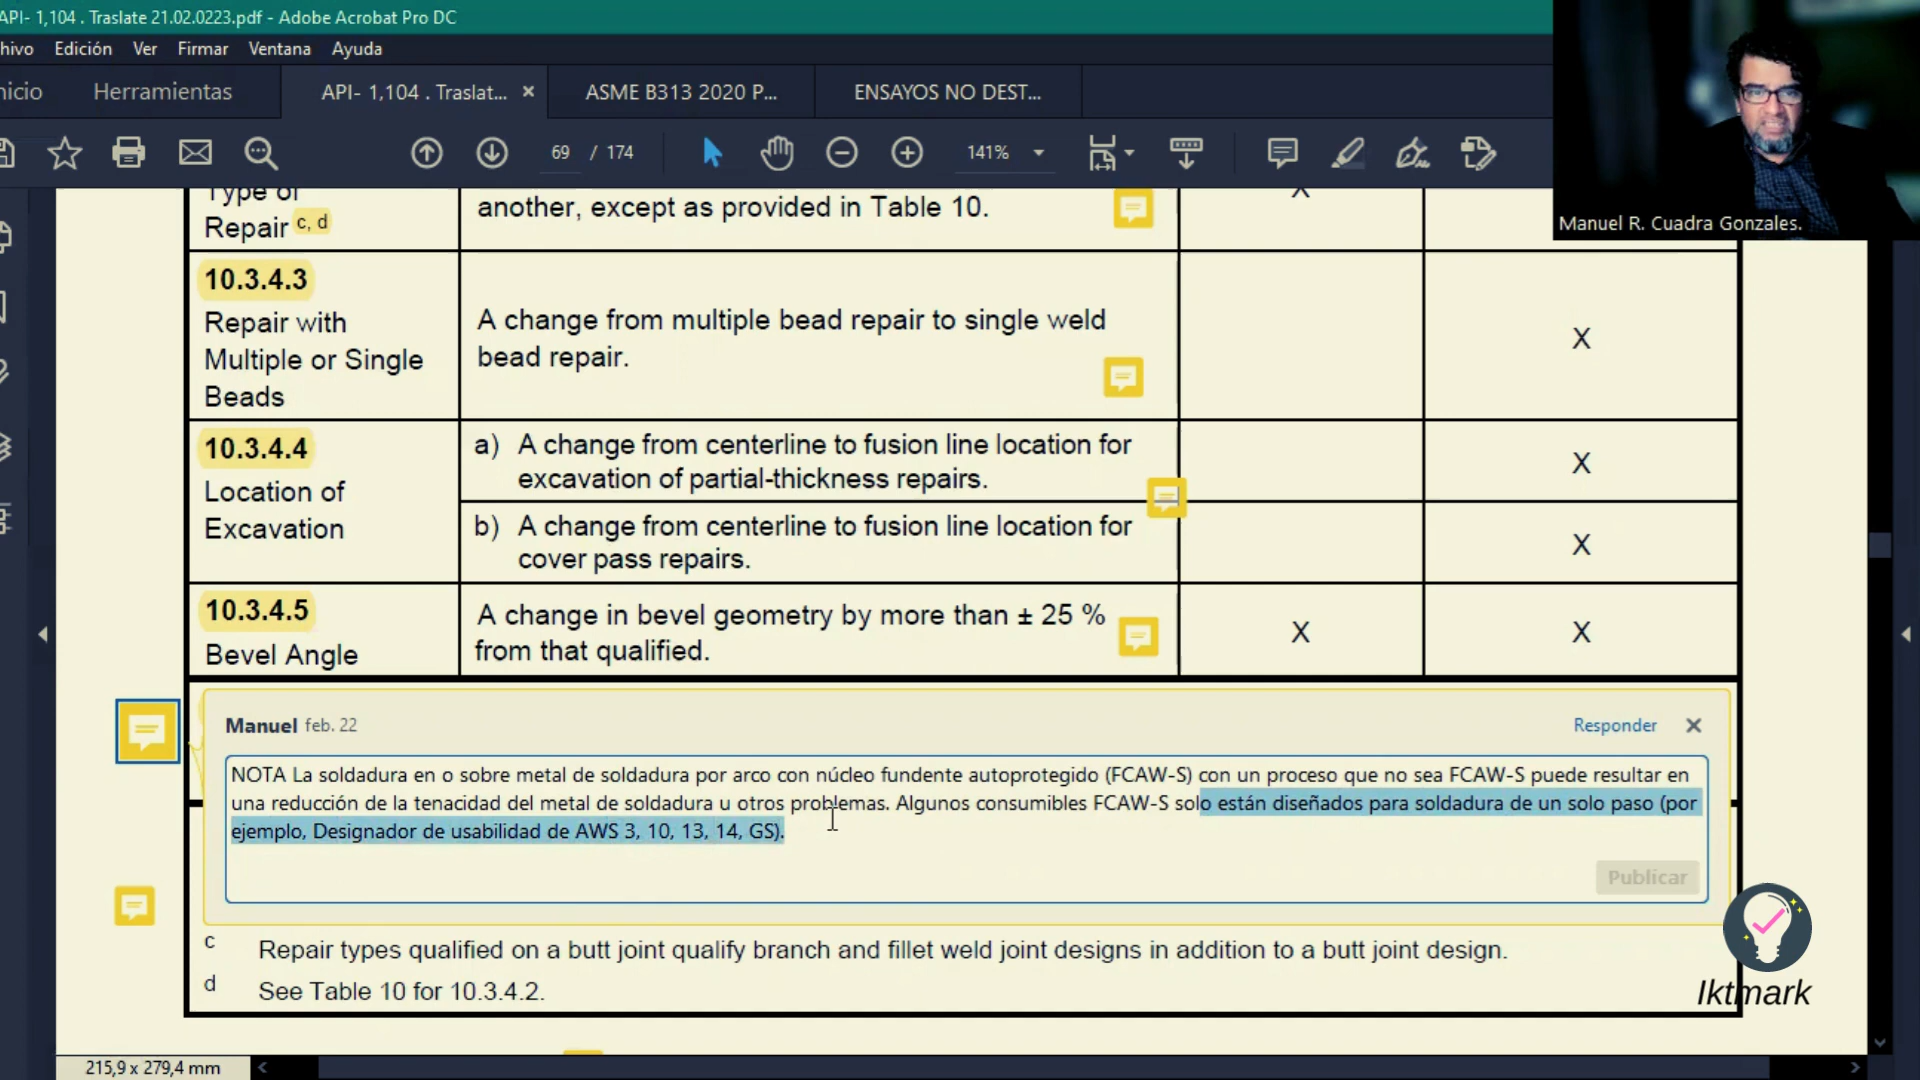 API- 1,104 . Traslate 21.02.0223.pdf - Adobe Acrobat Pro DC
hivo Edición Ver Firmar Ventana Ayuda
nicio Herramientas API- 1,104 . Traslat... ASME B313 2020 P... ENSAYOS NO DEST...
69 / 174 141%
Manuel R. Cuadra Gonzales.
Type of
Repair c, d
another, except as provided in Table 10.
X
10.3.4.3
Repair with
Multiple or Single
Beads
A change from multiple bead repair to single weld
bead repair.
X
10.3.4.4
Location of
Excavation
a) A change from centerline to fusion line location for
excavation of partial-thickness repairs.
X
b) A change from centerline to fusion line location for
cover pass repairs.
X
10.3.4.5
Bevel Angle
A change in bevel geometry by more than ± 25 %
from that qualified.
X X
Manuel feb. 22 Responder
NOTA La soldadura en o sobre metal de soldadura por arco con núcleo fundente autoprotegido (FCAW-S) con un proceso que no sea FCAW-S puede resultar en
una reducción de la tenacidad del metal de soldadura u otros problemas. Algunos consumibles FCAW-S solo están diseñados para soldadura de un solo paso (por
ejemplo, Designador de usabilidad de AWS 3, 10, 13, 14, GS).
Publicar
c Repair types qualified on a butt joint qualify branch and fillet weld joint designs in addition to a butt joint design.
d See Table 10 for 10.3.4.2.
Iktmark
215,9 x 279,4 mm